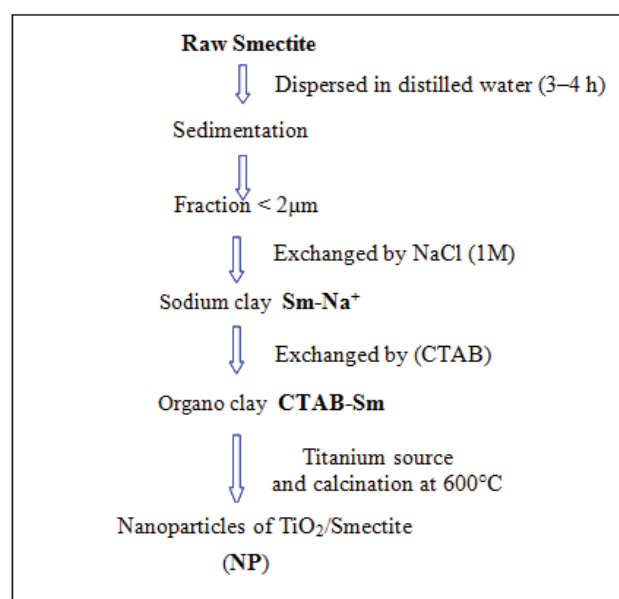 Raw Smectite
Dispersed in distilled water (3–4 h)
Sedimentation
Fraction < 2μm
Exchanged by NaCl (1M)
Sodium clay Sm-Na⁺
Exchanged by (CTAB)
Organo clay CTAB-Sm
Titanium source
and calcination at 600°C
Nanoparticles of TiO₂/Smectite
(NP)